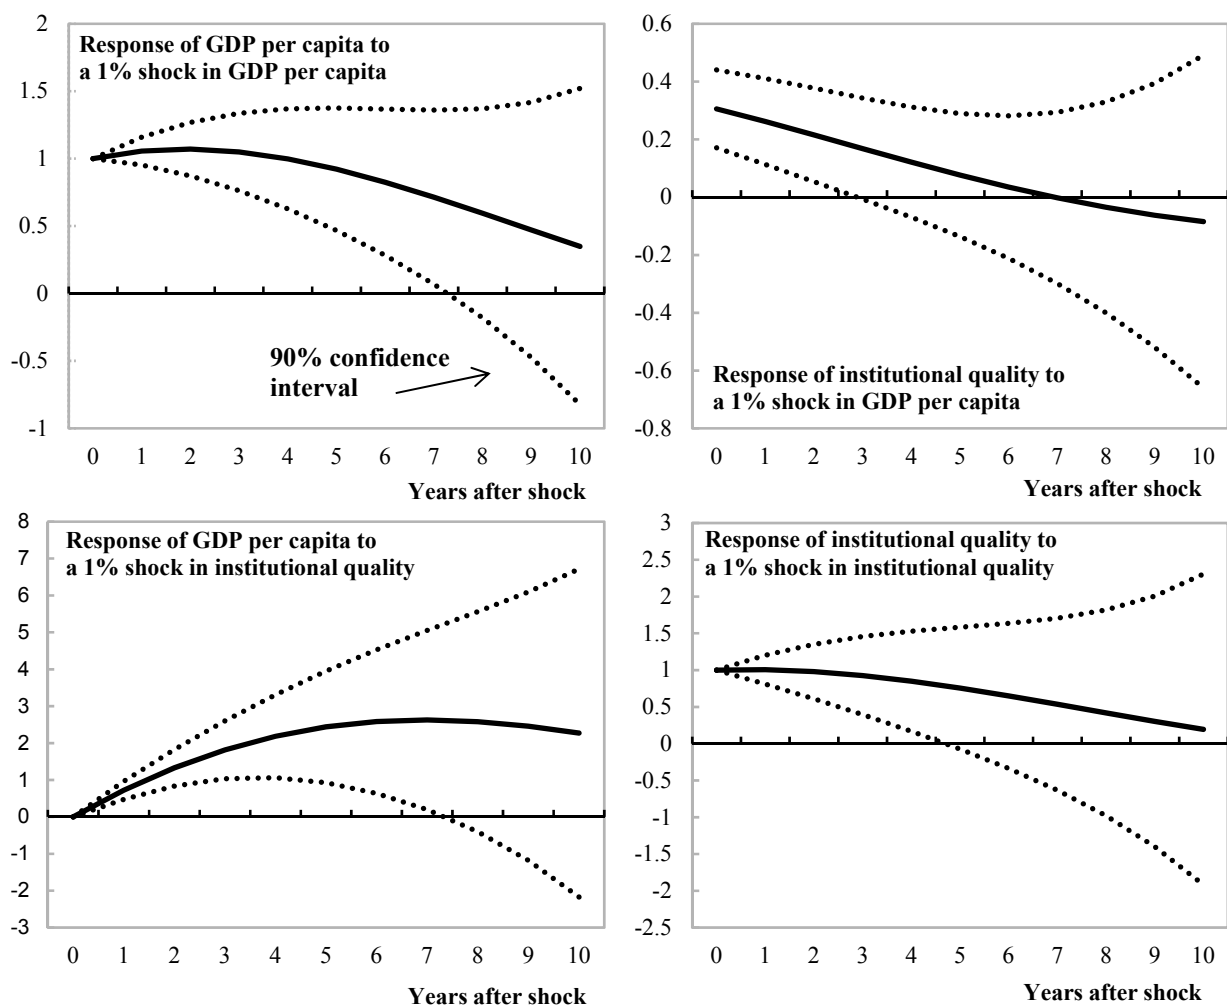 Response of GDP per capita to
a 1% shock in GDP per capita
2
1.5
1
0.5
0
-0.5
-1
90% confidence
interval
0 1 2 3 4 5 6 7 8 9 10
Years after shock
0.6
0.4
0.2
0
-0.2
-0.4
-0.6
-0.8
Response of institutional quality to
a 1% shock in GDP per capita
0 1 2 3 4 5 6 7 8 9 10
Years after shock
Response of GDP per capita to
a 1% shock in institutional quality
8
7
6
5
4
3
2
1
0
-1
-2
-3
0 1 2 3 4 5 6 7 8 9 10
Years after shock
Response of institutional quality to
a 1% shock in institutional quality
3
2.5
2
1.5
1
0.5
0
-0.5
-1
-1.5
-2
-2.5
0 1 2 3 4 5 6 7 8 9 10
Years after shock